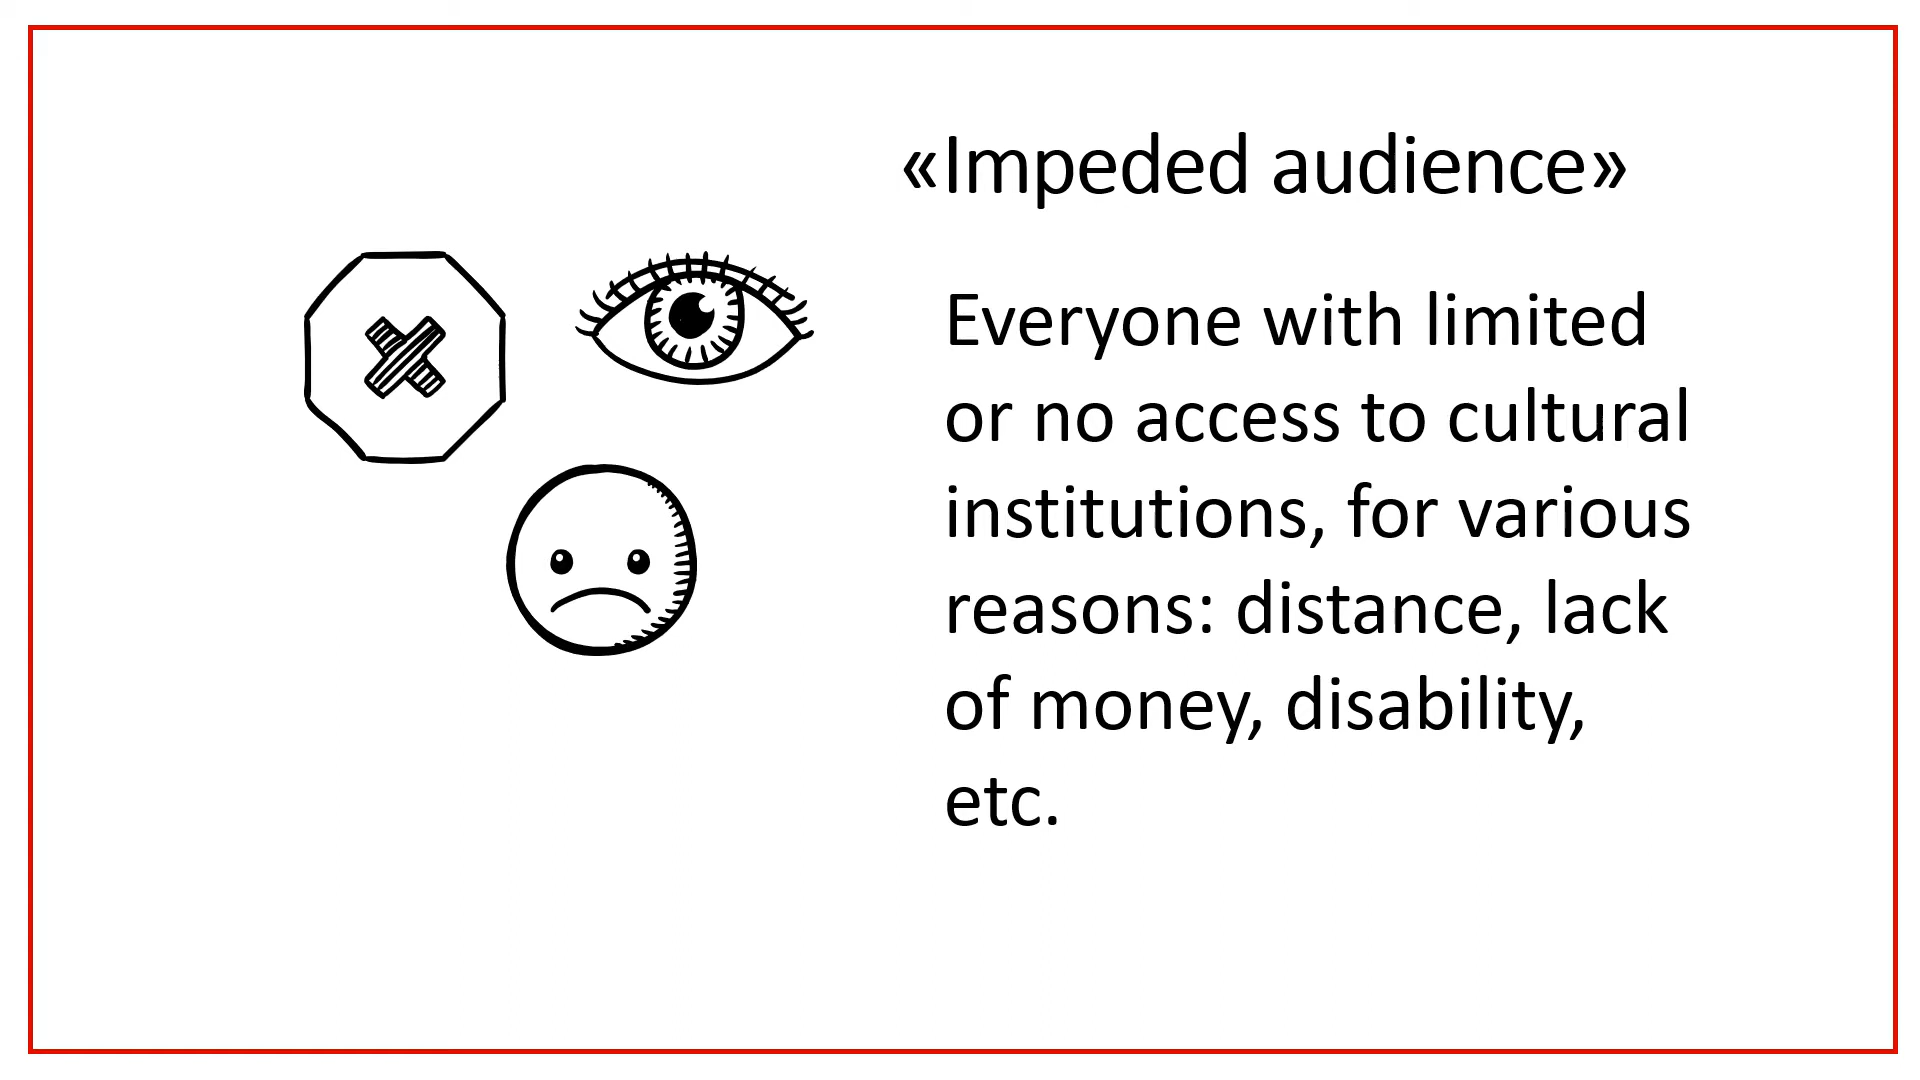 «Impeded audience»
Everyone with limited
or no access to cultural
institutions, for various
reasons: distance, lack
of money, disability,
etc.